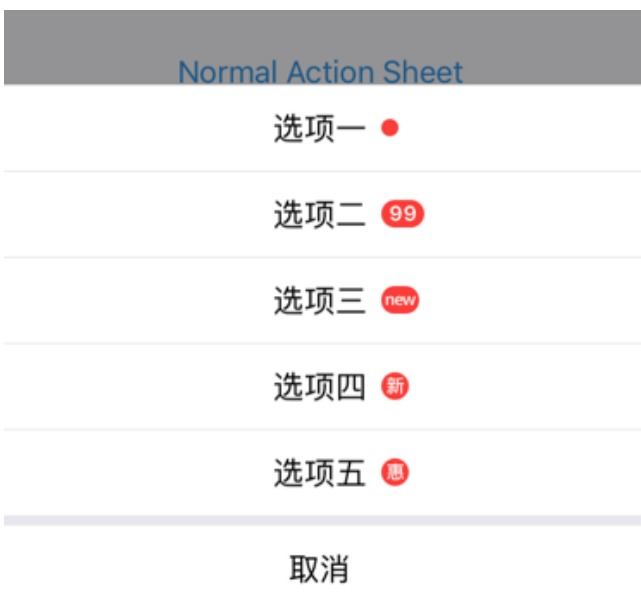 Normal Action Sheet
选项一
选项二 99
选项三 new
选项四 新
选项五 惠
取消